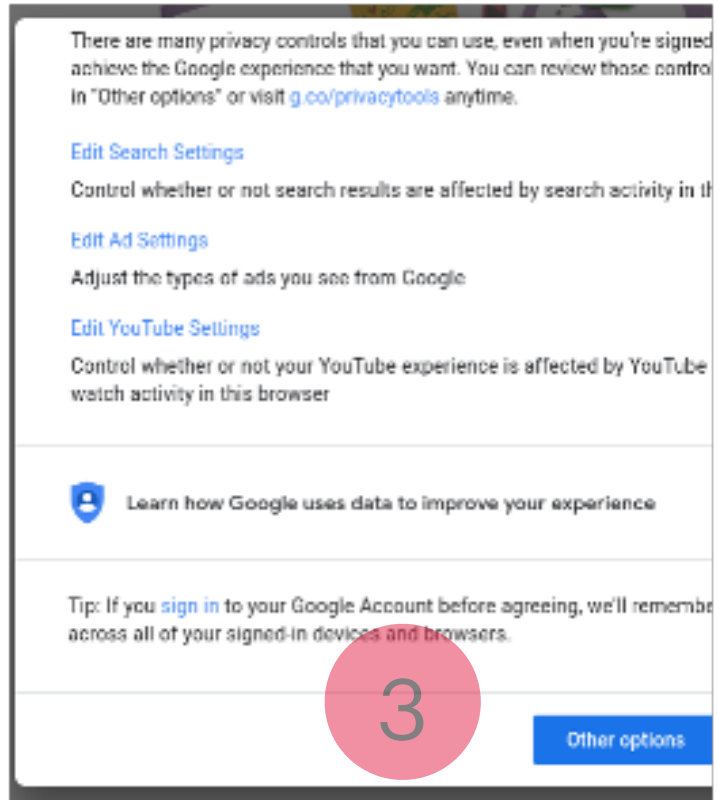 There are many privacy controls that you can use, even when you're signed
achieve the Google experience that you want. You can review those contro
in "Other options" or visit g.co/privacytools anytime.
Edit Search Settings
Control whether or not search results are affected by search activity in th
Edit Ad Settings
Adjust the types of ads you see from Google
Edit YouTube Settings
Control whether or not your YouTube experience is affected by YouTube
watch activity in this browser
Learn how Google uses data to improve your experience
Tip: If you sign in to your Google Account before agreeing, we'll remembe
across all of your signed-in devices and browsers.
3
Other options